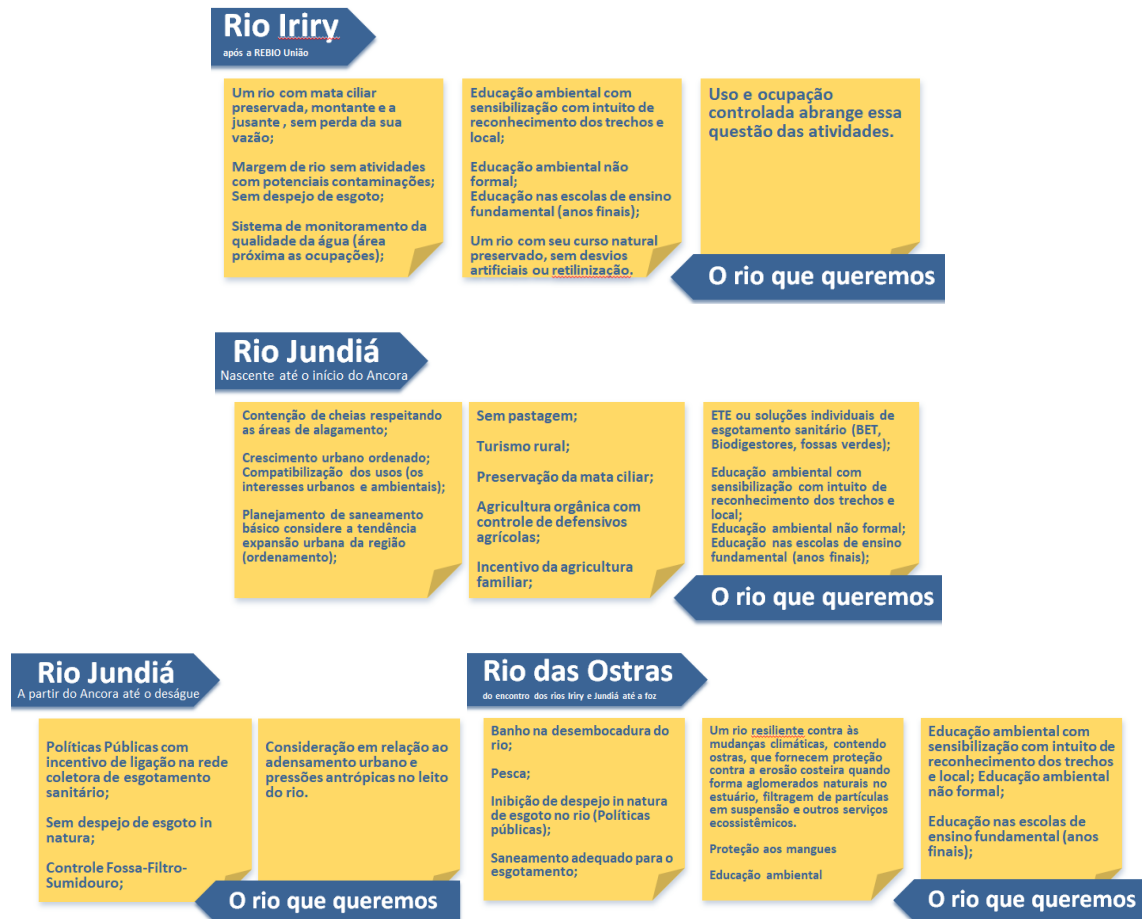 Rio Iriry
após a REBIO União
Um rio com mata ciliar
preservada, montante e a
jusante , sem perda da sua
vazão;
Margem de rio sem atividades
com potenciais contaminações;
Sem despejo de esgoto;
Sistema de monitoramento da
qualidade da água (área
próxima as ocupações);
Educação ambiental com
sensibilização com intuito de
reconhecimento dos trechos e
local;
Educação ambiental não
formal;
Educação nas escolas de ensino
fundamental (anos finais);
Um rio com seu curso natural
preservado, sem desvios
artificiais ou retilinização.
Uso e ocupação
controlada abrange essa
questão das atividades.
O rio que queremos
Rio Jundiá
Nascente até o início do Ancora
Contenção de cheias respeitando
as áreas de alagamento;
Crescimento urbano ordenado;
Compatibilização dos usos (os
interesses urbanos e ambientais);
Planejamento de saneamento
básico considere a tendência
expansão urbana da região
(ordenamento);
Sem pastagem;
Turismo rural;
Preservação da mata ciliar;
Agricultura orgânica com
controle de defensivos
agrícolas;
Incentivo da agricultura
familiar;
ETE ou soluções individuais de
esgotamento sanitário (BET,
Biodigestores, fossas verdes);
Educação ambiental com
sensibilização com intuito de
reconhecimento dos trechos e
local;
Educação ambiental não formal;
Educação nas escolas de ensino
fundamental (anos finais);
O rio que queremos
Rio Jundiá
A partir do Ancora até o deságue
Políticas Públicas com
incentivo de ligação na rede
coletora de esgotamento
sanitário;
Sem despejo de esgoto in
natura;
Controle Fossa-Filtro-
Sumidouro;
Consideração em relação ao
adensamento urbano e
pressões antrópicas no leito
do rio.
O rio que queremos
Rio das Ostras
do encontro dos rios Iriry e Jundiá até a foz
Banho na desembocadura do
rio;
Pesca;
Inibição de despejo in natura
de esgoto no rio (Políticas
públicas);
Saneamento adequado para o
esgotamento;
Um rio resiliente contra às
mudanças climáticas, contendo
ostras, que fornecem proteção
contra a erosão costeira quando
forma aglomerados naturais no
estuário, filtragem de partículas
em suspensão e outros serviços
ecossistêmicos.
Proteção aos mangues
Educação ambiental
Educação ambiental com
sensibilização com intuito de
reconhecimento dos trechos
e local; Educação ambiental
não formal;
Educação nas escolas de
ensino fundamental (anos
finais);
O rio que queremos